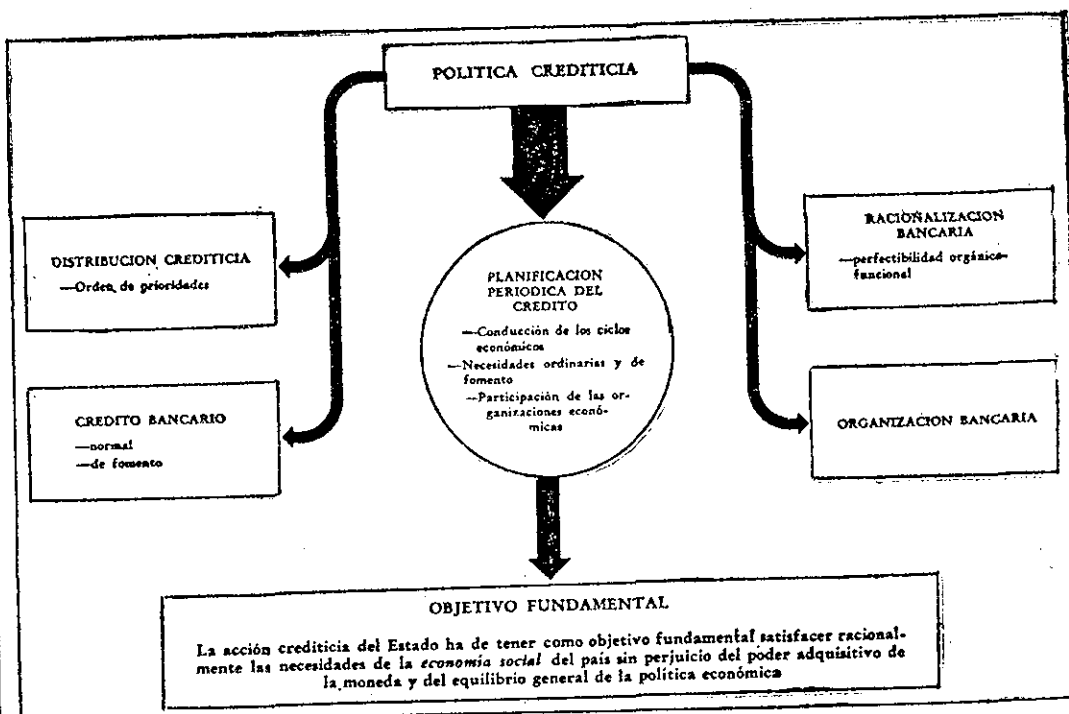 POLITICA CREDITICIA
DISTRIBUCION CREDITICIA
—Orden de prioridades
CREDITO BANCARIO
—normal
—de fomento
PLANIFICACION
PERIODICA DEL
CREDITO
—Conducción de los ciclos
económicos
—Necesidades ordinarias y de
fomento
—Participación de las or-
ganizaciones econó-
micas
RACIONALIZACION
BANCARIA
—perfectibilidad orgánica-
funcional
ORGANIZACION BANCARIA
OBJETIVO FUNDAMENTAL
La acción crediticia del Estado ha de tener como objetivo fundamental satisfacer racional-
mente las necesidades de la economía social del país sin perjuicio del poder adquisitivo de
la moneda y del equilibrio general de la política económica